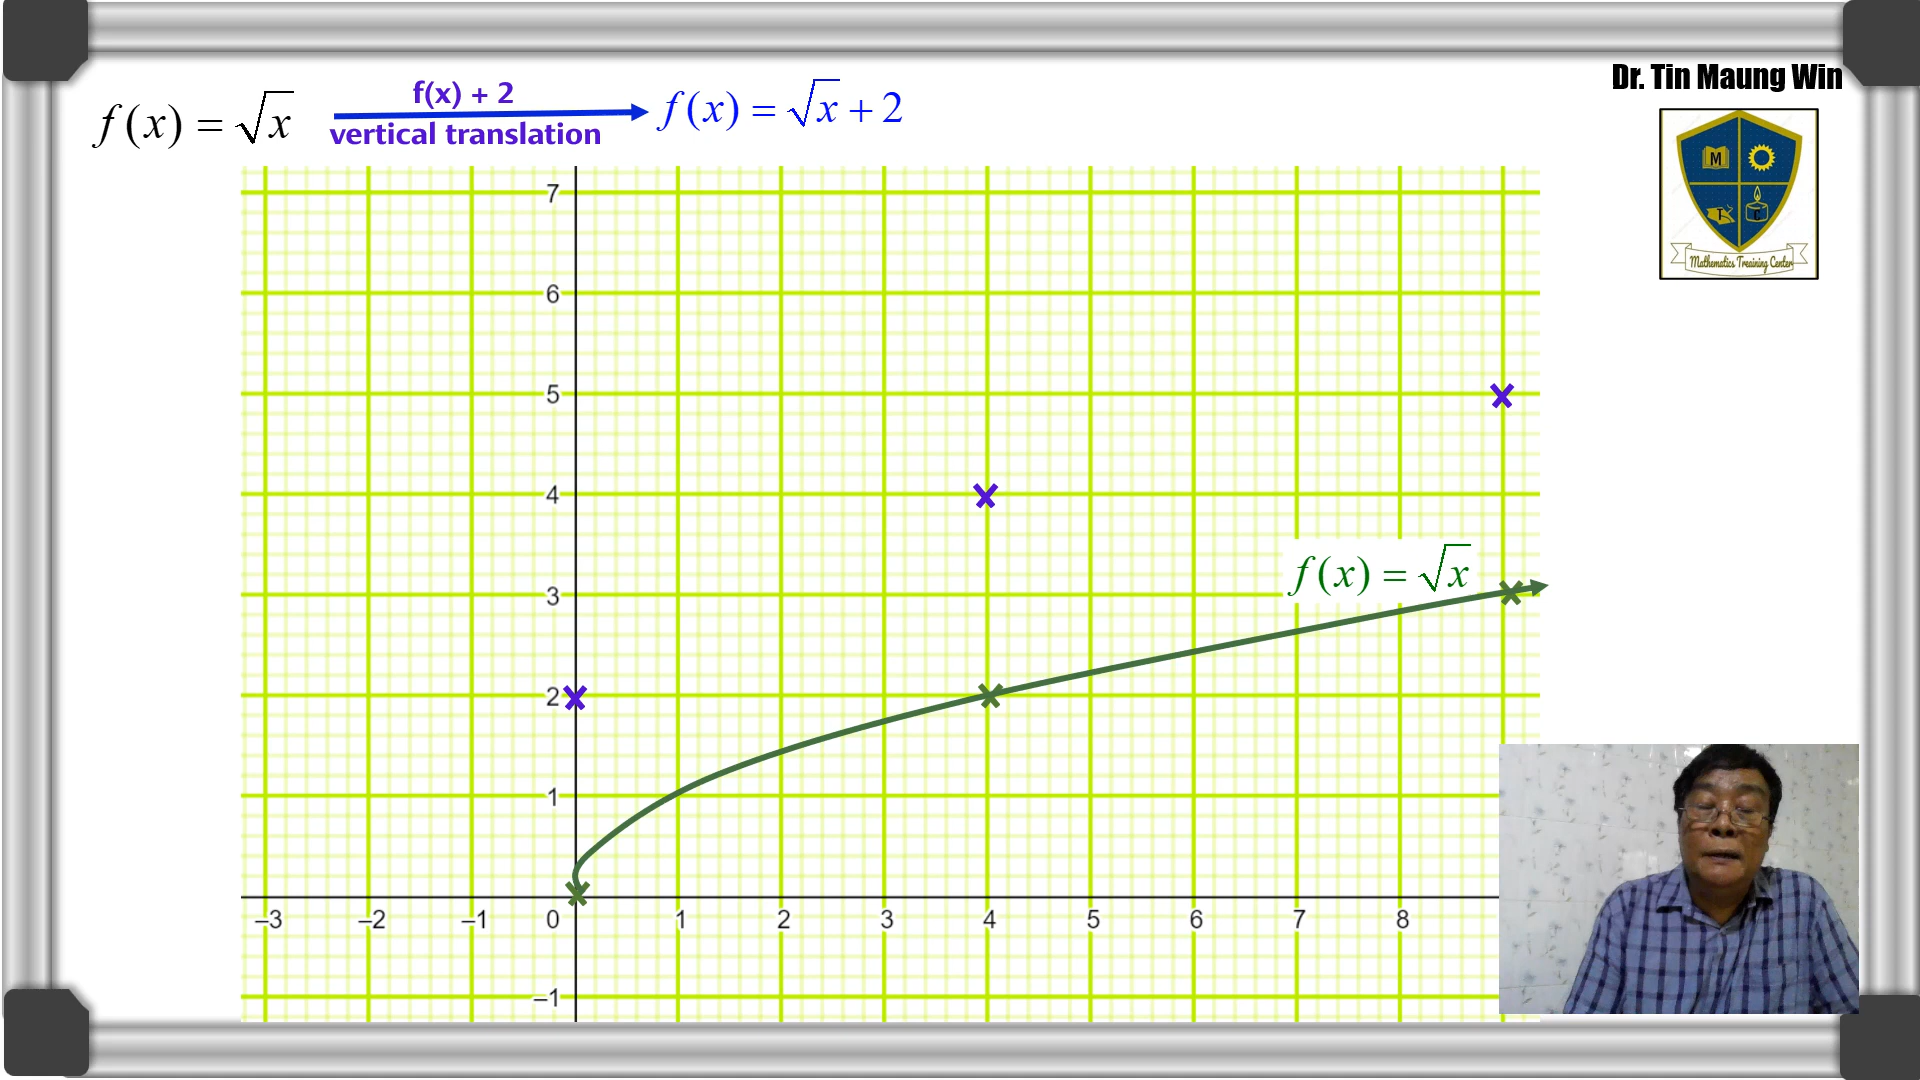 Dr. Tin Maung Win
f(x) + 2
f(x) = √x
f(x) = √x + 2
vertical translation
M
T
C
Mathematics Treaining Center
7
6
5
4
f(x) = √x
3
2
1
–3 –2 –1 0 1 2 3 4 5 6 7 8
–1